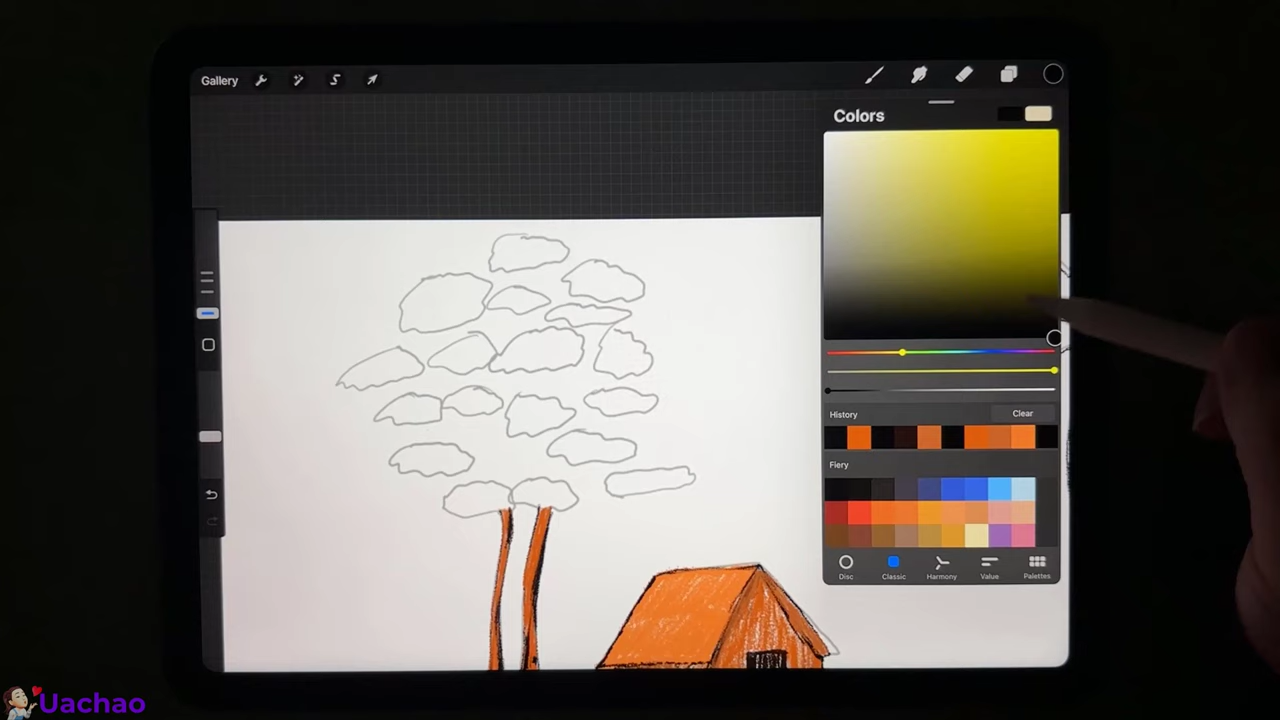 Gallery
Colors
History
Clear
Fiery
Disc
Classic
Harmony
Value
Palettes
Uachao